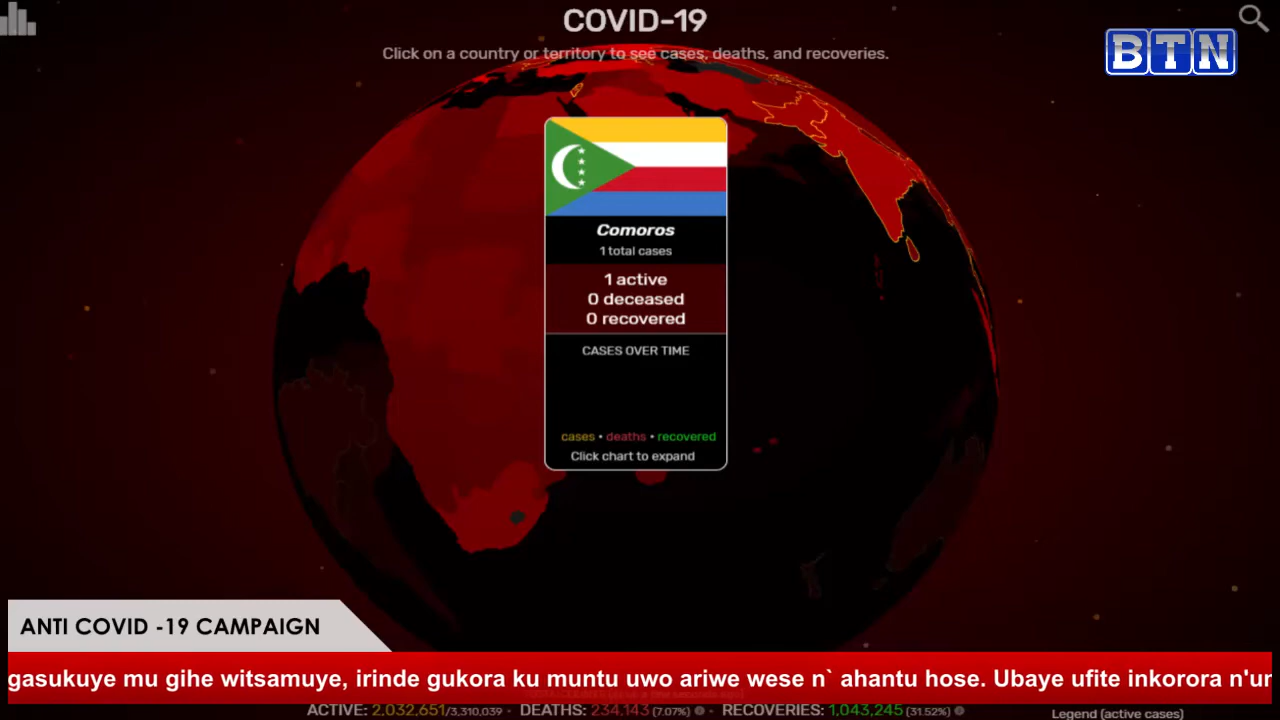 COVID-19
Click on a country or territory to see cases, deaths, and recoveries.
BTN
Comoros
1 total cases
1 active
0 deceased
0 recovered
CASES OVER TIME
cases • deaths • recovered
Click chart to expand
ANTI COVID -19 CAMPAIGN
gasukuye mu gihe witsamuye, irinde gukora ku muntu uwo ariwe wese n` ahantu hose. Ubaye ufite inkorora n'ur
ACTIVE: 2,032,651/3,310,039 - DEATHS: 234,143 (7.07%) - RECOVERIES: 1,043,245 (31.52%)
Legend (active cases)